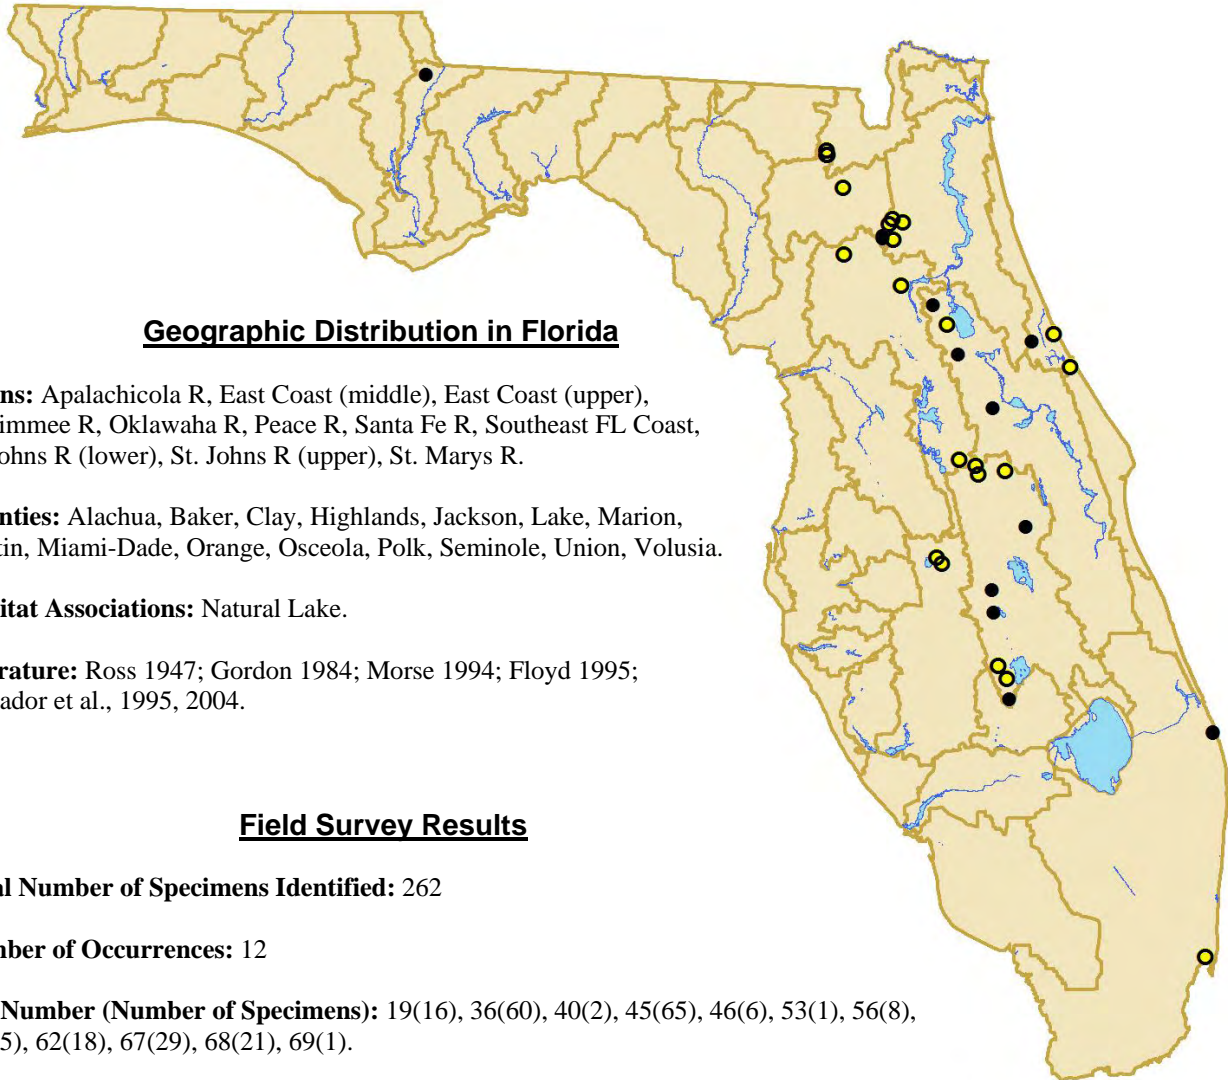 Geographic Distribution in Florida
ns: Apalachicola R, East Coast (middle), East Coast (upper),
immee R, Oklawaha R, Peace R, Santa Fe R, Southeast FL Coast,
ohns R (lower), St. Johns R (upper), St. Marys R.
nties: Alachua, Baker, Clay, Highlands, Jackson, Lake, Marion,
tin, Miami-Dade, Orange, Osceola, Polk, Seminole, Union, Volusia.
itat Associations: Natural Lake.
rature: Ross 1947; Gordon 1984; Morse 1994; Floyd 1995;
ador et al., 1995, 2004.
Field Survey Results
al Number of Specimens Identified: 262
nber of Occurrences: 12
Number (Number of Specimens): 19(16), 36(60), 40(2), 45(65), 46(6), 53(1), 56(8),
5), 62(18), 67(29), 68(21), 69(1).